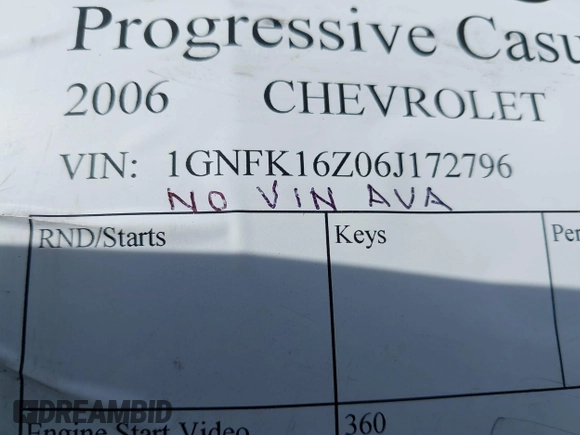 Progressive Casu
2006 CHEVROLET
VIN: 1GNFK16Z06J172796
NO VIN AVA
RND/Starts Keys Per
Engine Start Video 360
DREAMBID